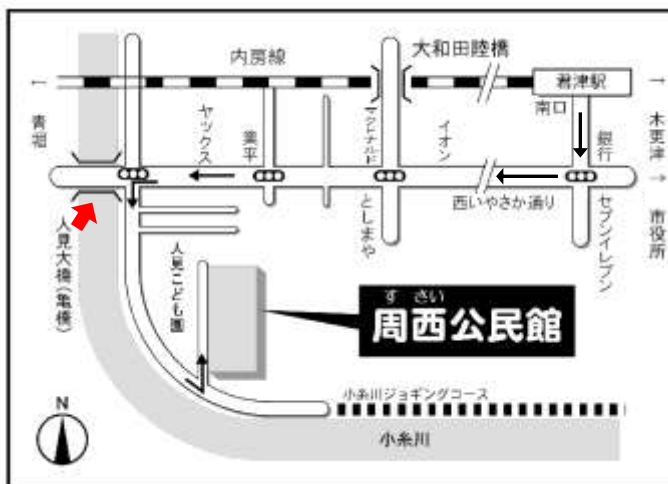 内房線
大和田陸橋
←
君津駅
→
南口
青堀
ヤックス
業平
マクドナルド
イオン
銀行
木更津
→
市役所
西いやさか通り
としまや
セブンイレブン
人見大橋(亀橋)
人見こども園
すさい
周西公民館
小糸川ジョギングコース
小糸川
N